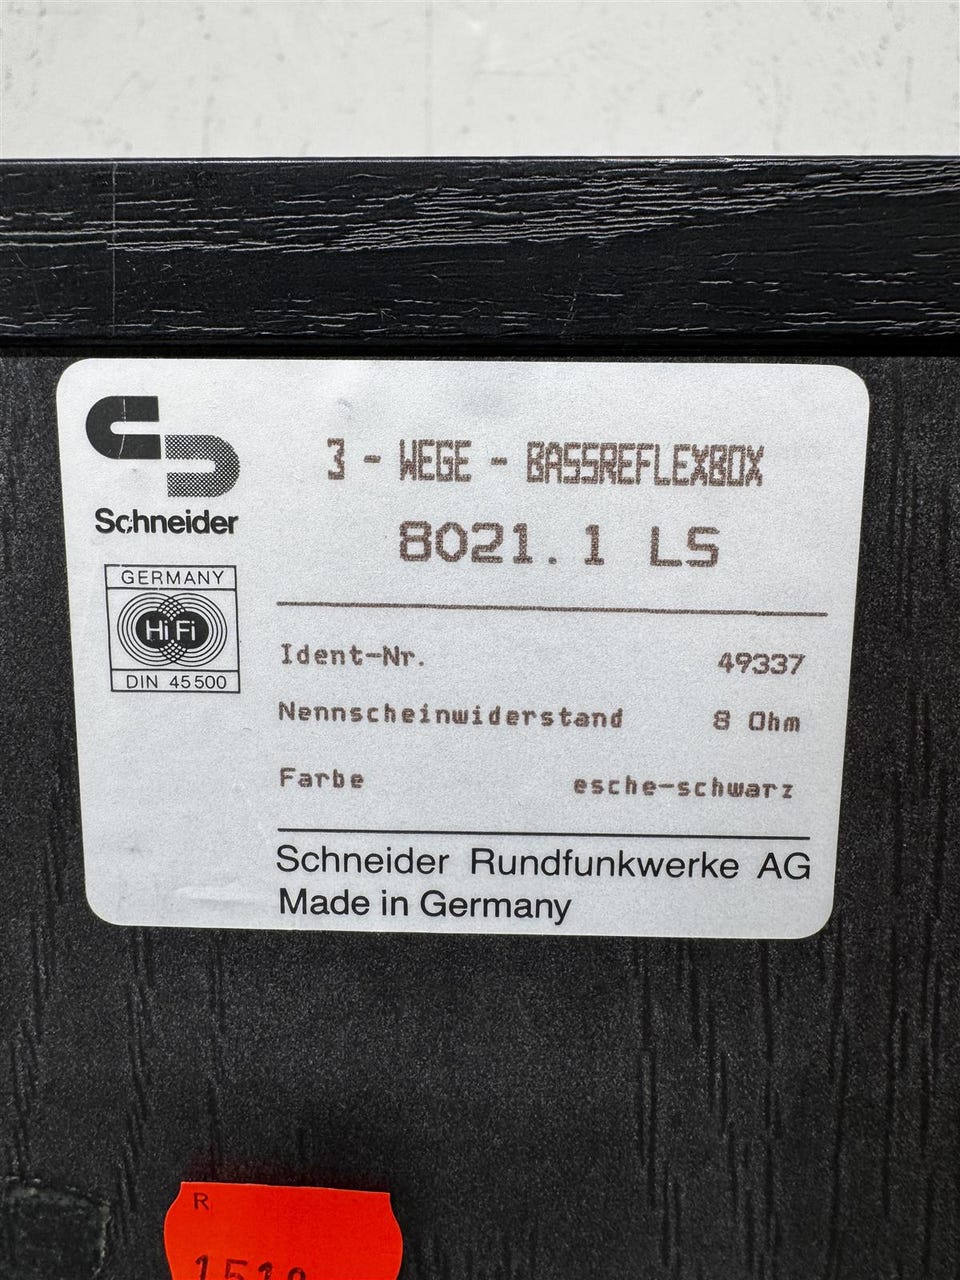 Schneider
GERMANY
Hi Fi
DIN 45500
3 - WEGE - BASSREFLEXBOX
8021.1 LS
Ident-Nr. 49337
Nennscheinwiderstand 8 Ohm
Farbe esche-schwarz
Schneider Rundfunkwerke AG
Made in Germany
R